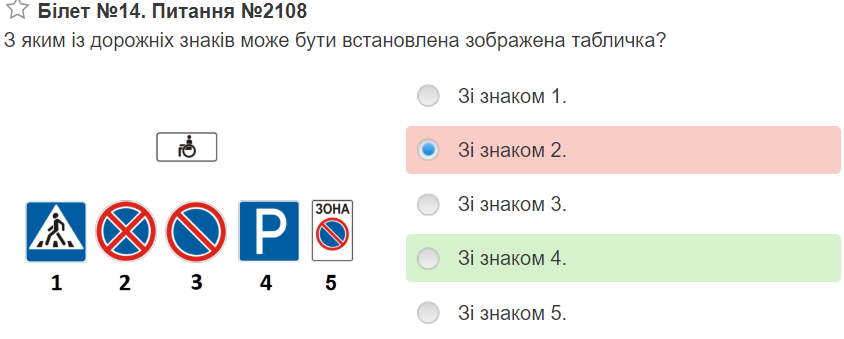 Білет №14. Питання №2108
З яким із дорожніх знаків може бути встановлена зображена табличка?
Зі знаком 1.
Зі знаком 2.
Зі знаком 3.
Зі знаком 4.
Зі знаком 5.
P
ЗОНА
1 2 3 4 5